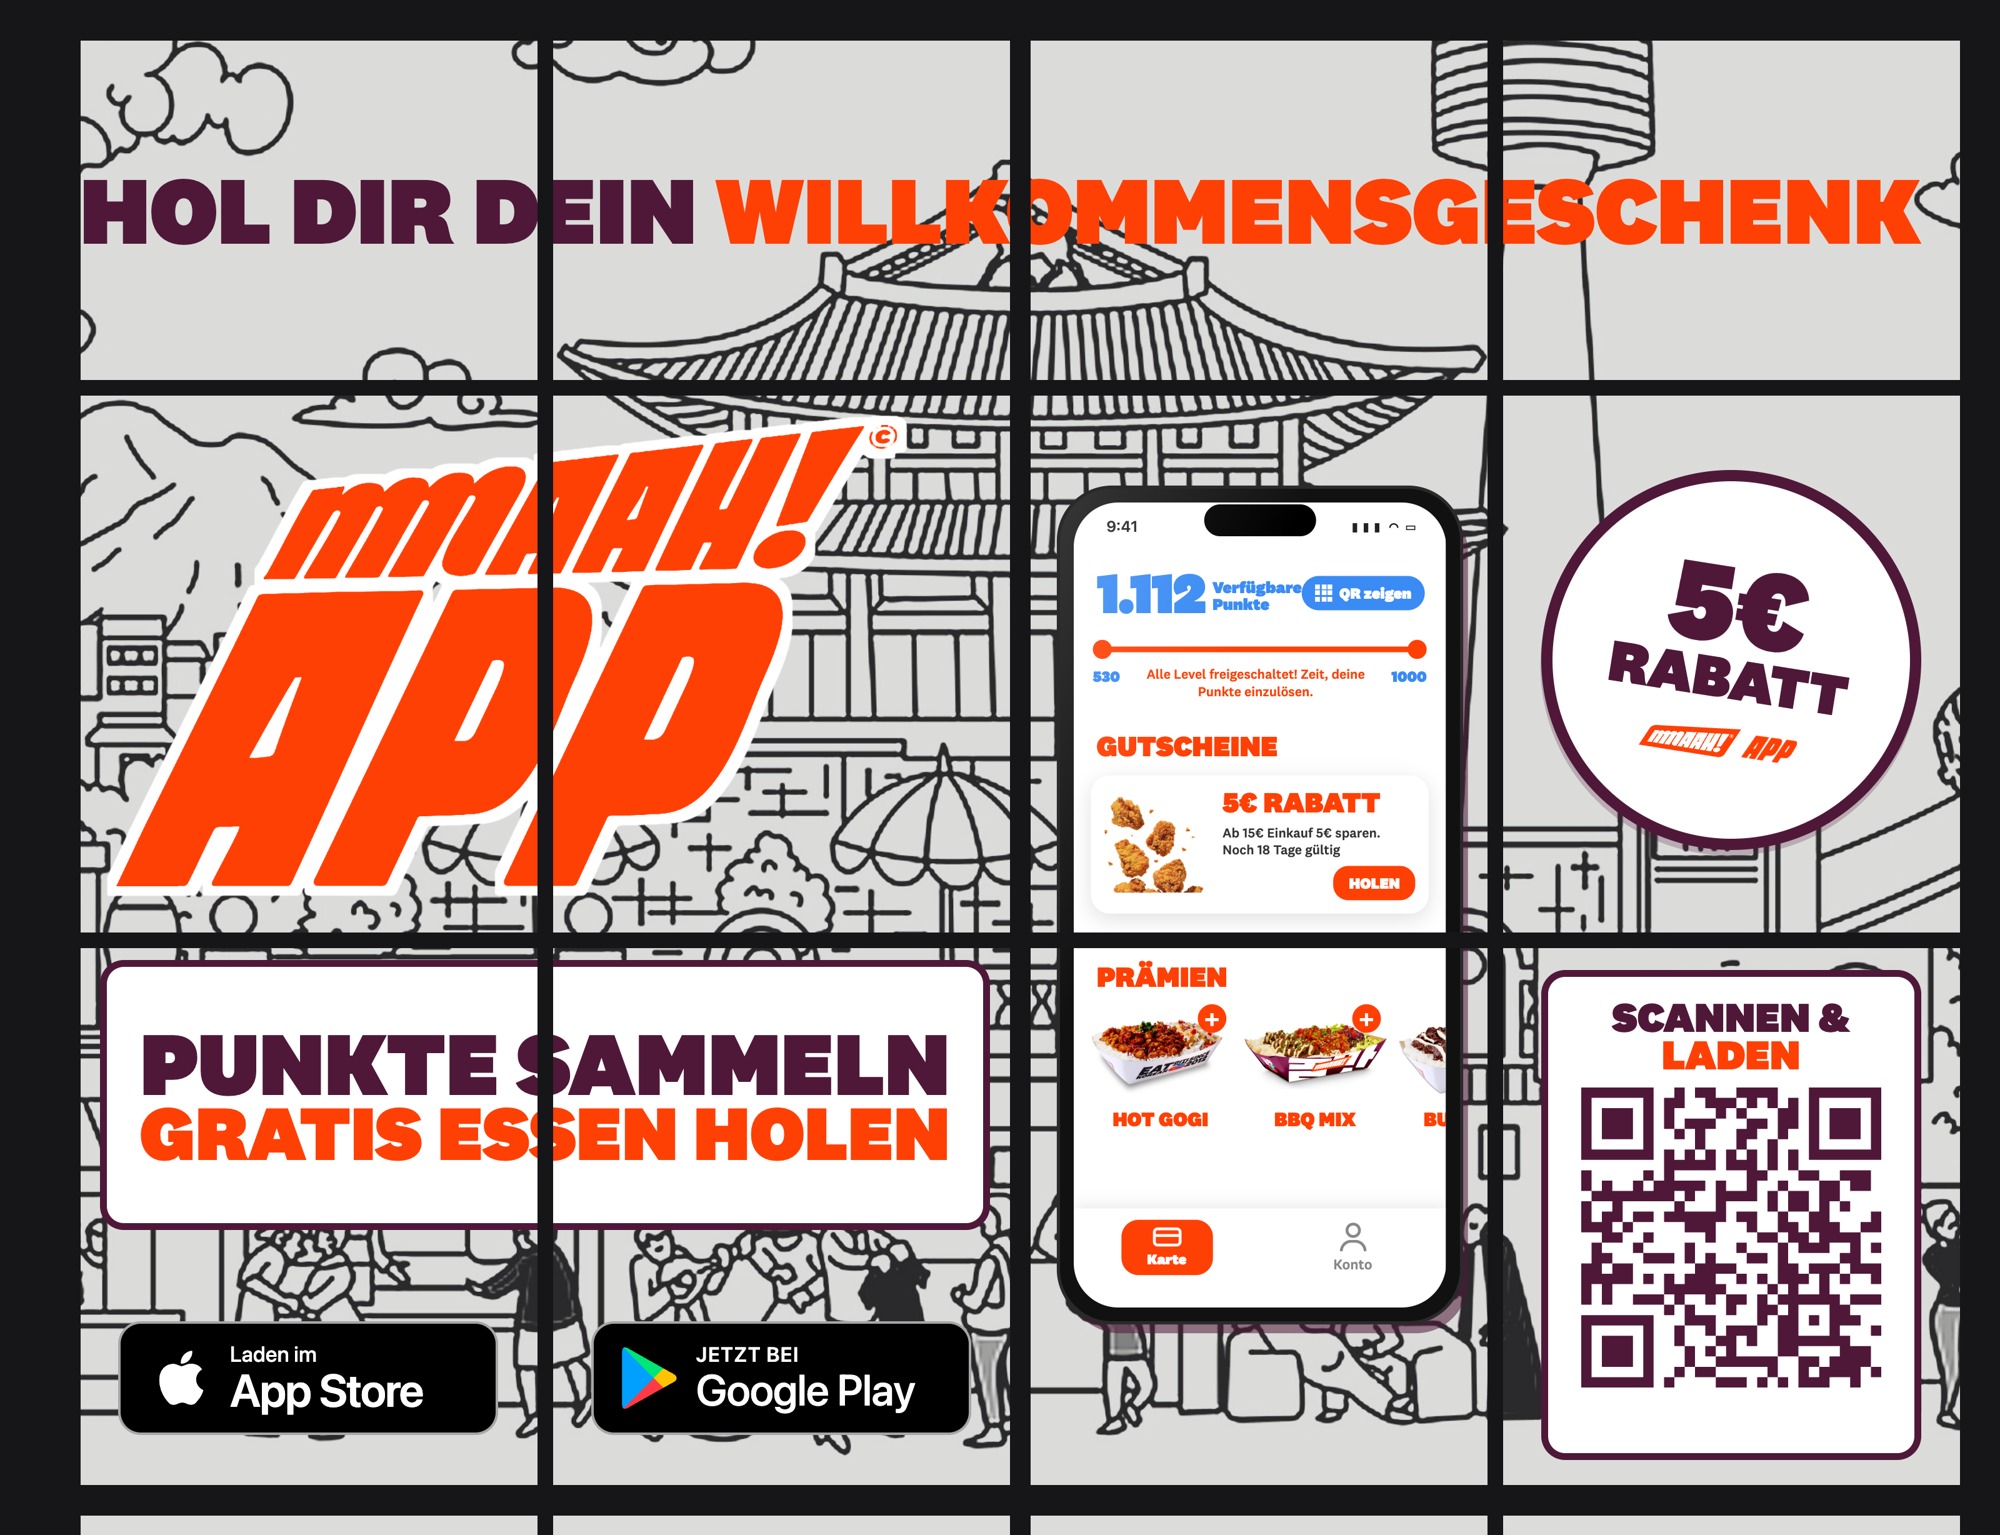 HOL DIR DEIN WILLKOMMENSGESCHENK
mmAAH!©
APP
9:41
1.112 Verfügbare Punkte
QR zeigen
530
Alle Level freigeschaltet! Zeit, deine
Punkte einzulösen.
1000
GUTSCHEINE
5€ RABATT
Ab 15€ Einkauf 5€ sparen.
Noch 18 Tage gültig
HOLEN
5€
RABATT
mmAAH! APP
PUNKTE SAMMELN
GRATIS ESSEN HOLEN
Laden im
App Store
JETZT BEI
Google Play
PRÄMIEN
HOT GOGI
BBQ MIX
BU
Karte
Konto
SCANNEN &
LADEN